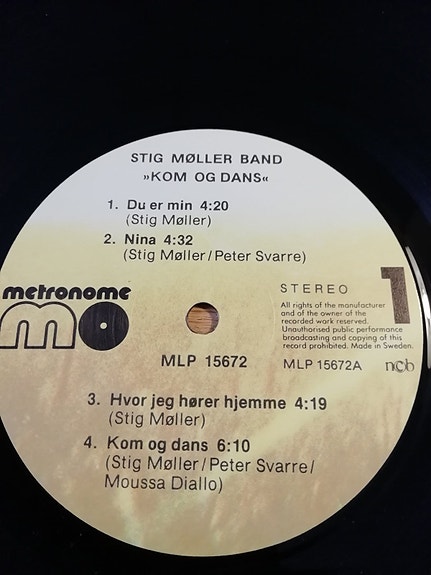 STIG MØLLER BAND
»KOM OG DANS«
1. Du er min 4:20
(Stig Møller)
2. Nina 4:32
(Stig Møller/Peter Svarre)
metronome
mo
STEREO
1
All rights of the manufacturer
and of the owner of the
recorded work reserved.
Unauthorised public performance
broadcasting and copying of this
record prohibited. Made in Sweden.
MLP 15672
MLP 15672A
ncb
3. Hvor jeg hører hjemme 4:19
(Stig Møller)
4. Kom og dans 6:10
(Stig Møller/Peter Svarre/
Moussa Diallo)